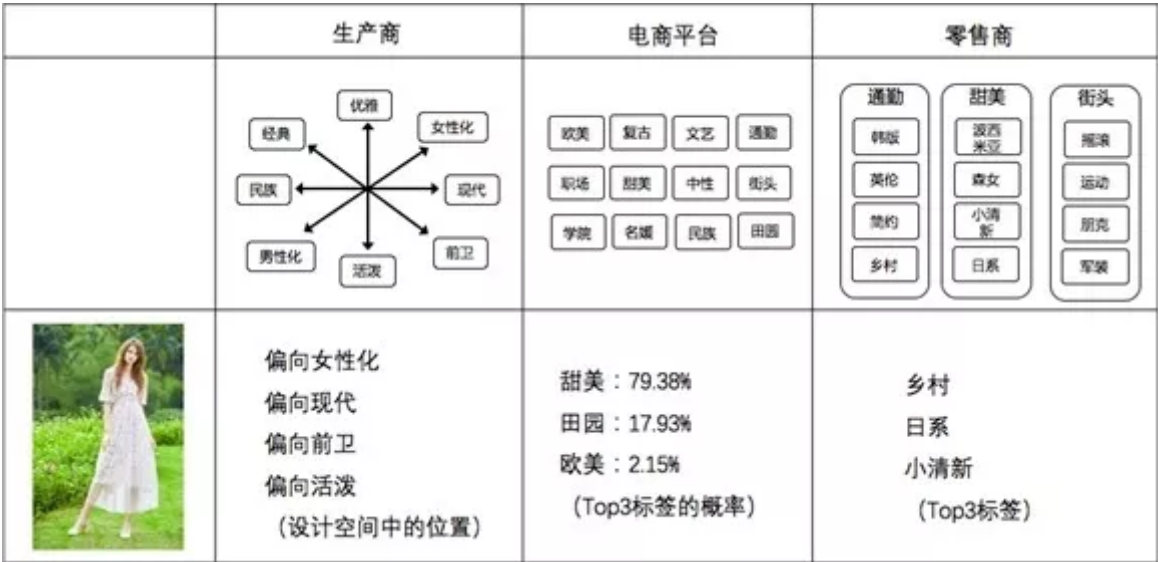 生产商
电商平台
零售商
优雅
经典
女性化
民族
现代
男性化
活泼
前卫
欧美 复古 文艺 通勤
职场 甜美 中性 街头
学院 名媛 民族 田园
通勤
韩版
英伦
简约
乡村
甜美
波西
米亚
森女
小清
新
日系
街头
摇滚
运动
朋克
军装
偏向女性化
偏向现代
偏向前卫
偏向活泼
（设计空间中的位置）
甜美：79.38%
田园：17.93%
欧美：2.15%
（Top3标签的概率）
乡村
日系
小清新
（Top3标签）